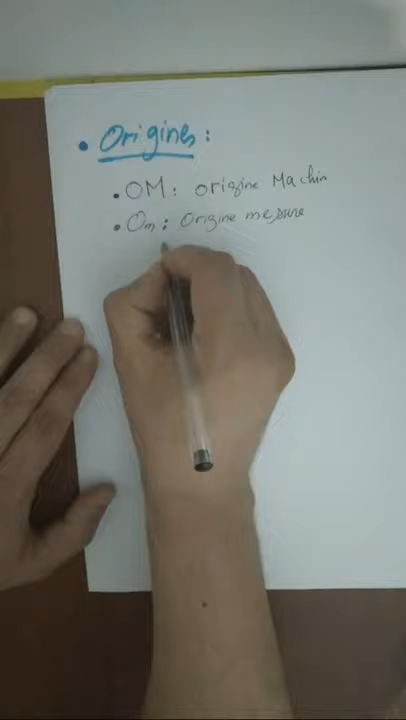 • Origines :
• OM : origine Machin
• Om : Origine mesure